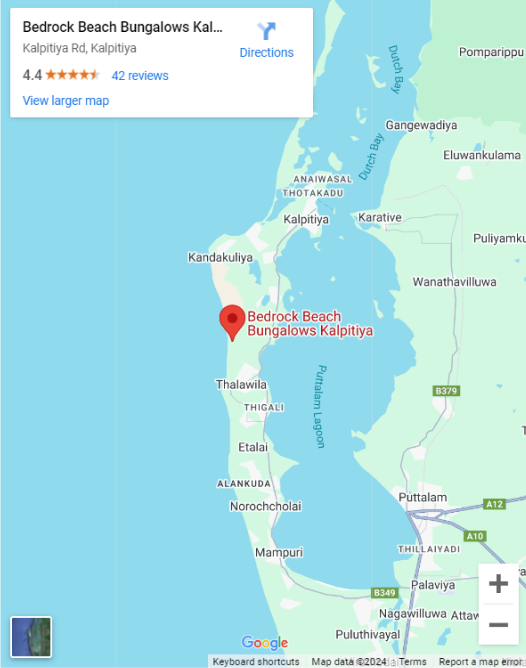 Bedrock Beach Bungalows Kal...
Kalpitiya Rd, Kalpitiya
4.4
42 reviews
Directions
View larger map
Dutch Bay
Pomparippu
Gangewadiya
Dutch Bay
Eluwankulama
ANAIWASAL
THOTAKADU
Kalpitiya
Karative
Puliyamku
Kandakuliya
Wanathavilluwa
Bedrock Beach
Bungalows Kalpitiya
Puttalam Lagoon
Thalawila
B379
THIGALI
Etalai
ALANKUDA
Norochcholai
Puttalam
A12
A10
Mampuri
THILLAIYADI
B349
Palaviya
Nagawilluwa
Attaw
Puluthivayal
Google
Keyboard shortcuts
Map data ©2024
Terms
Report a map error